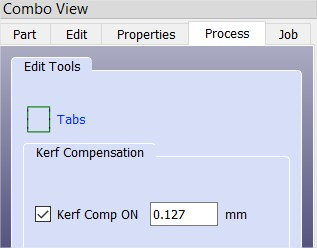 Combo View
Part Edit Properties Process Job
Edit Tools
Tabs
Kerf Compensation
Kerf Comp ON 0.127 mm